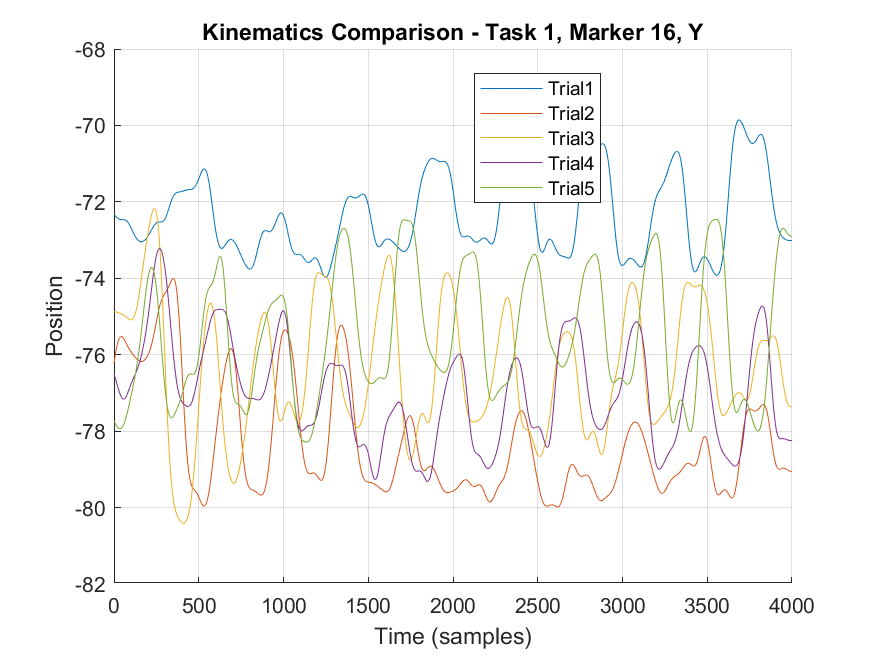 Kinematics Comparison - Task 1, Marker 16, Y
-68
-70
-72
-74
-76
-78
-80
-82
Position
Trial1
Trial2
Trial3
Trial4
Trial5
0 500 1000 1500 2000 2500 3000 3500 4000
Time (samples)